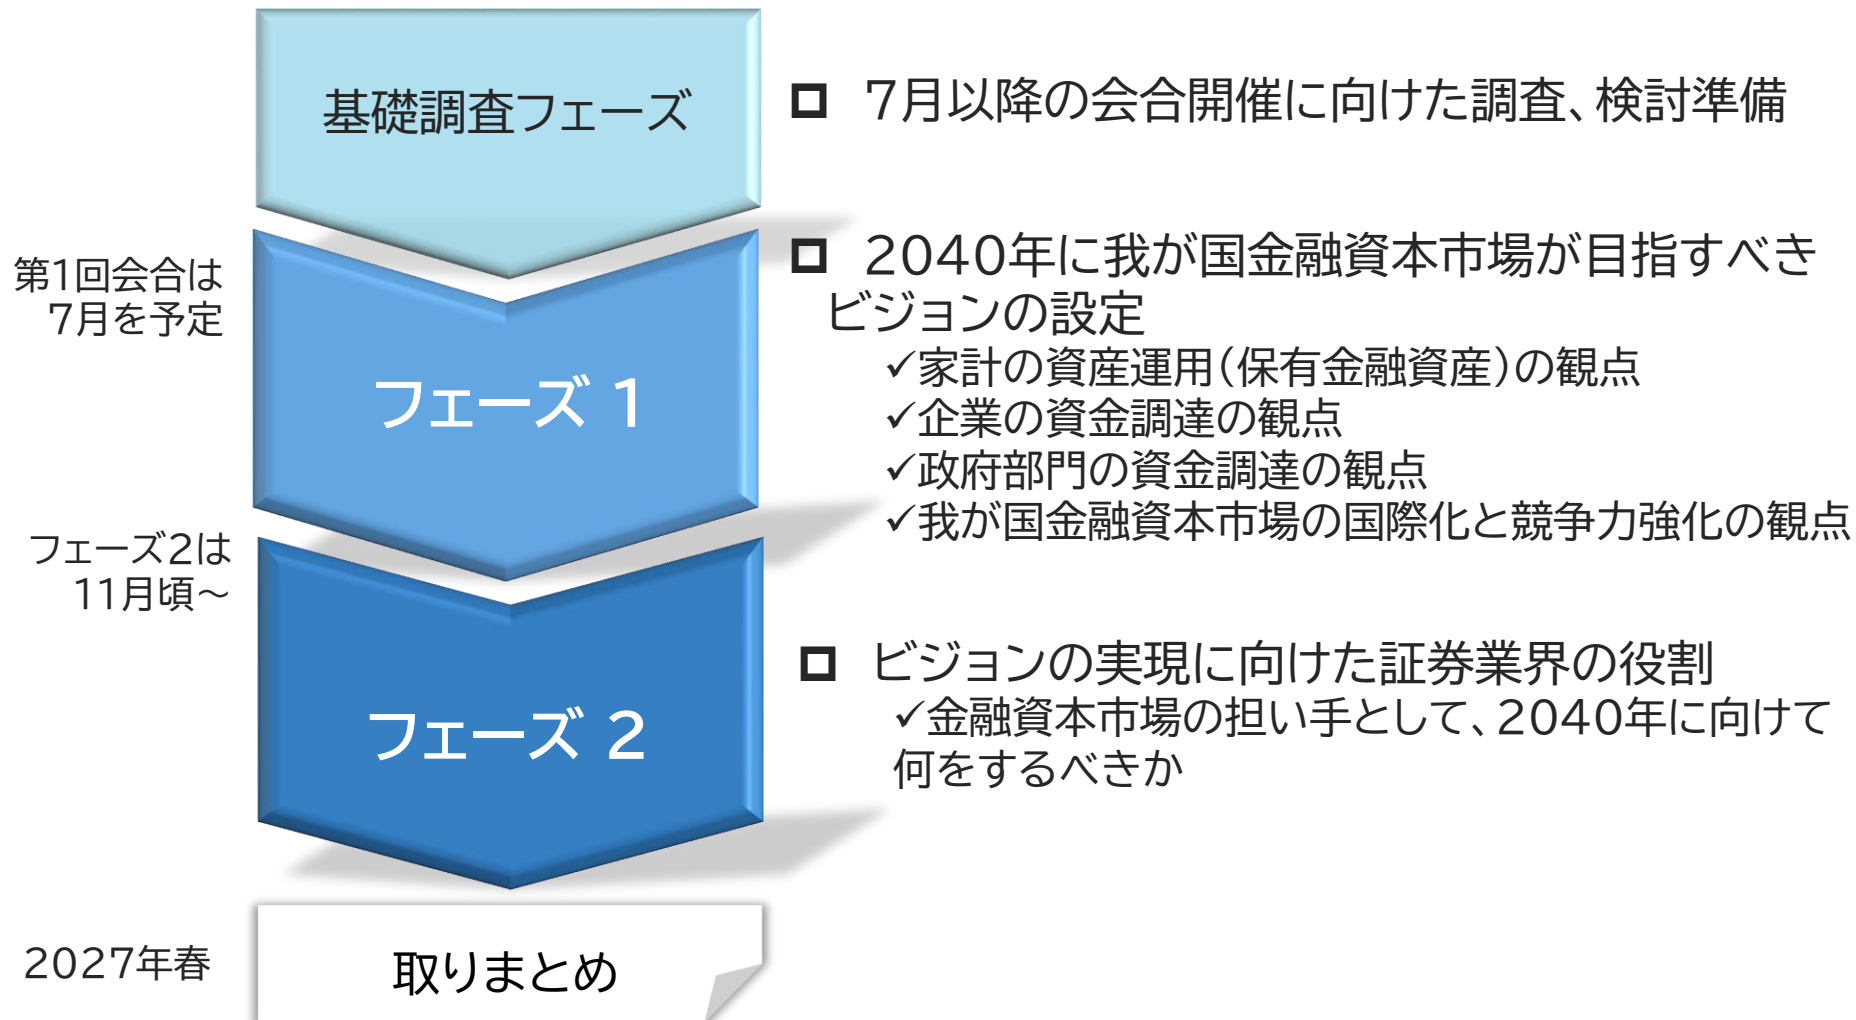 基礎調査フェーズ
□ 7月以降の会合開催に向けた調査、検討準備
第1回会合は
7月を予定
フェーズ 1
□ 2040年に我が国金融資本市場が目指すべき
ビジョンの設定
✓家計の資産運用(保有金融資産)の観点
✓企業の資金調達の観点
✓政府部門の資金調達の観点
✓我が国金融資本市場の国際化と競争力強化の観点
フェーズ2は
11月頃～
フェーズ 2
□ ビジョンの実現に向けた証券業界の役割
✓金融資本市場の担い手として、2040年に向けて
何をするべきか
2027年春
取りまとめ